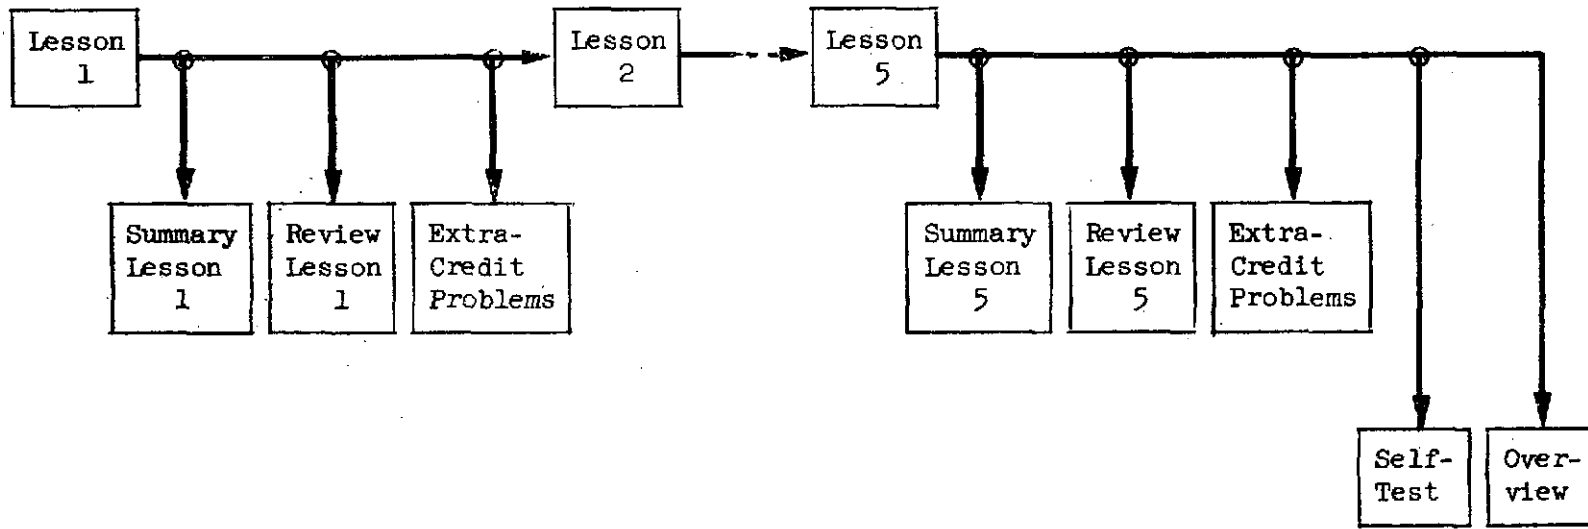 Lesson
1
Lesson
2
Lesson
5
Summary
Lesson
1
Review
Lesson
1
Extra-
Credit
Problems
Summary
Lesson
5
Review
Lesson
5
Extra-
Credit
Problems
Self-
Test
Over-
view